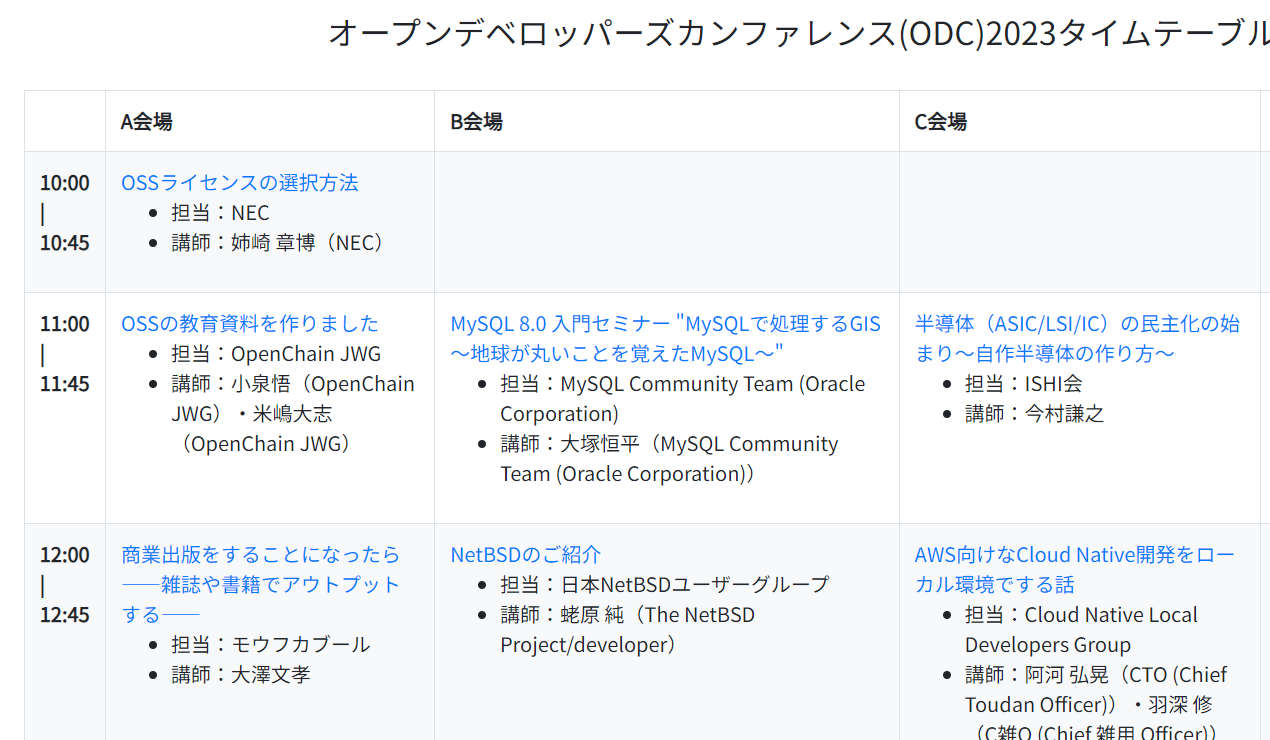 オープンデベロッパーズカンファレンス(ODC)2023タイムテーブル
A会場
B会場
C会場
10:00
|
10:45
OSSライセンスの選択方法
担当：NEC
講師：姉崎 章博（NEC）
11:00
|
11:45
OSSの教育資料を作りました
担当：OpenChain JWG
講師：小泉悟（OpenChain
JWG）・米嶋大志
（OpenChain JWG）
MySQL 8.0 入門セミナー "MySQLで処理するGIS
～地球が丸いことを覚えたMySQL～"
担当：MySQL Community Team (Oracle
Corporation)
講師：大塚恒平（MySQL Community
Team (Oracle Corporation)）
半導体（ASIC/LSI/IC）の民主化の始
まり～自作半導体の作り方～
担当：ISHI会
講師：今村謙之
12:00
|
12:45
商業出版をすることになったら
――雑誌や書籍でアウトプット
する――
担当：モウフカブール
講師：大澤文孝
NetBSDのご紹介
担当：日本NetBSDユーザーグループ
講師：蛯原 純（The NetBSD
Project/developer）
AWS向けなCloud Native開発をロー
カル環境でする話
担当：Cloud Native Local
Developers Group
講師：阿河 弘晃（CTO (Chief
Toudan Officer)）・羽深 修
（C雑O (Chief 雑用 Officer)）